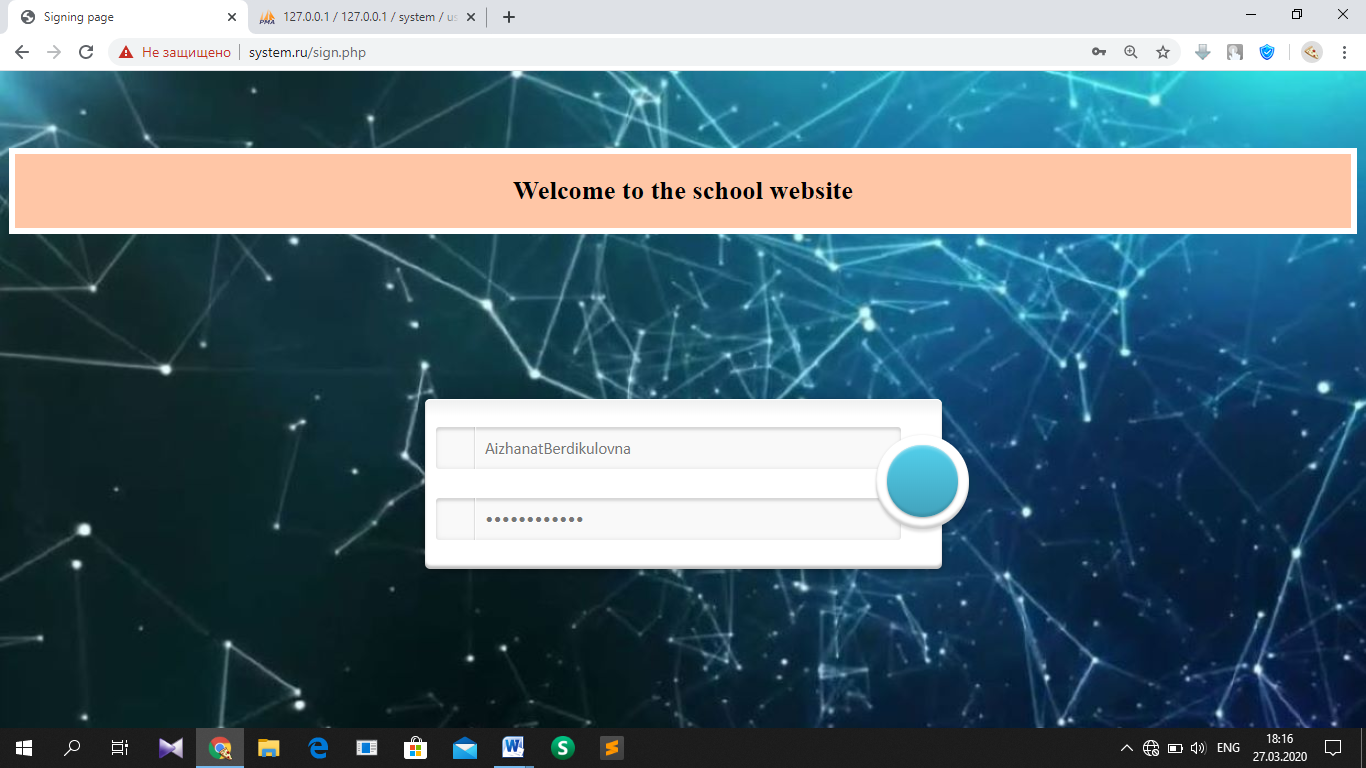 Signing page
127.0.0.1 / 127.0.0.1 / system / us
Не защищено
system.ru/sign.php
Welcome to the school website
AizhanatBerdikulovna
••••••••••••
ENG
18:16
27.03.2020